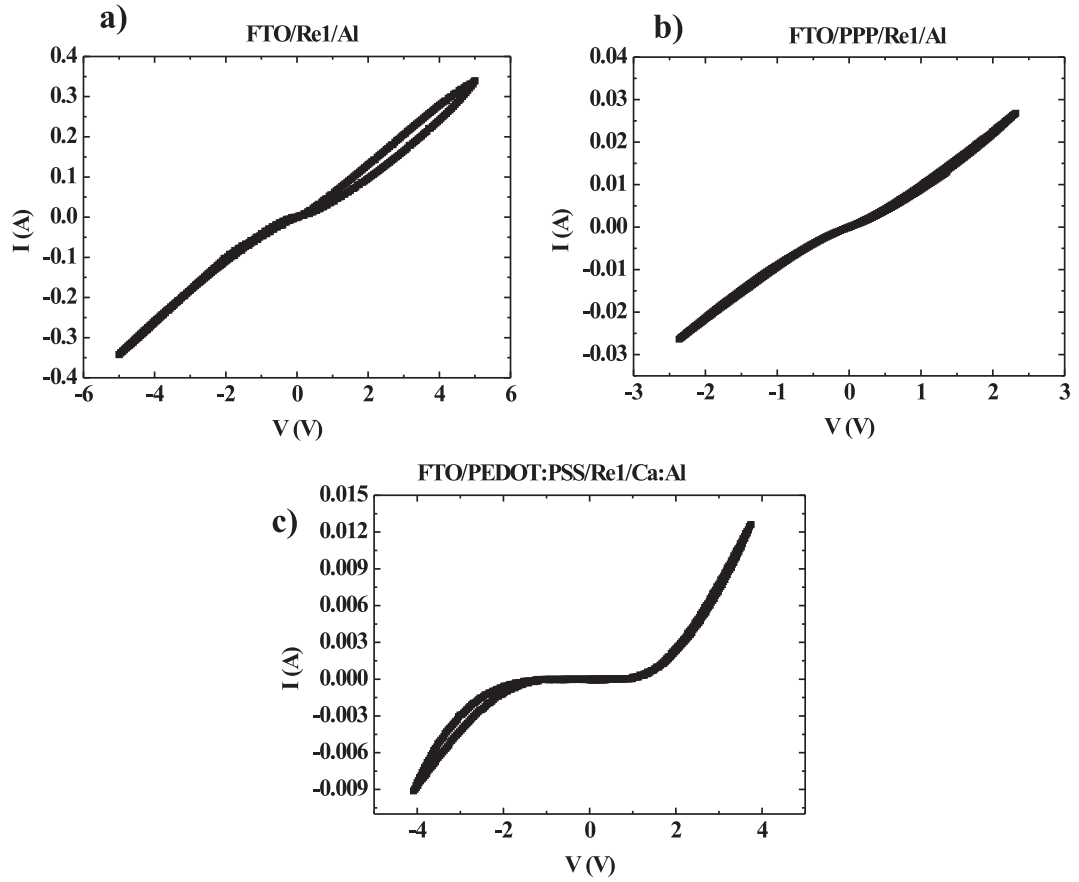 a)
FTO/Re1/Al
I (A)
0.4
0.3
0.2
0.1
0.0
-0.1
-0.2
-0.3
-0.4
-6 -4 -2 0 2 4 6
V (V)
b)
FTO/PPP/Re1/Al
I (A)
0.04
0.03
0.02
0.01
0.00
-0.01
-0.02
-0.03
-3 -2 -1 0 1 2 3
V (V)
c)
FTO/PEDOT:PSS/Re1/Ca:Al
I (A)
0.015
0.012
0.009
0.006
0.003
0.000
-0.003
-0.006
-0.009
-4 -2 0 2 4
V (V)